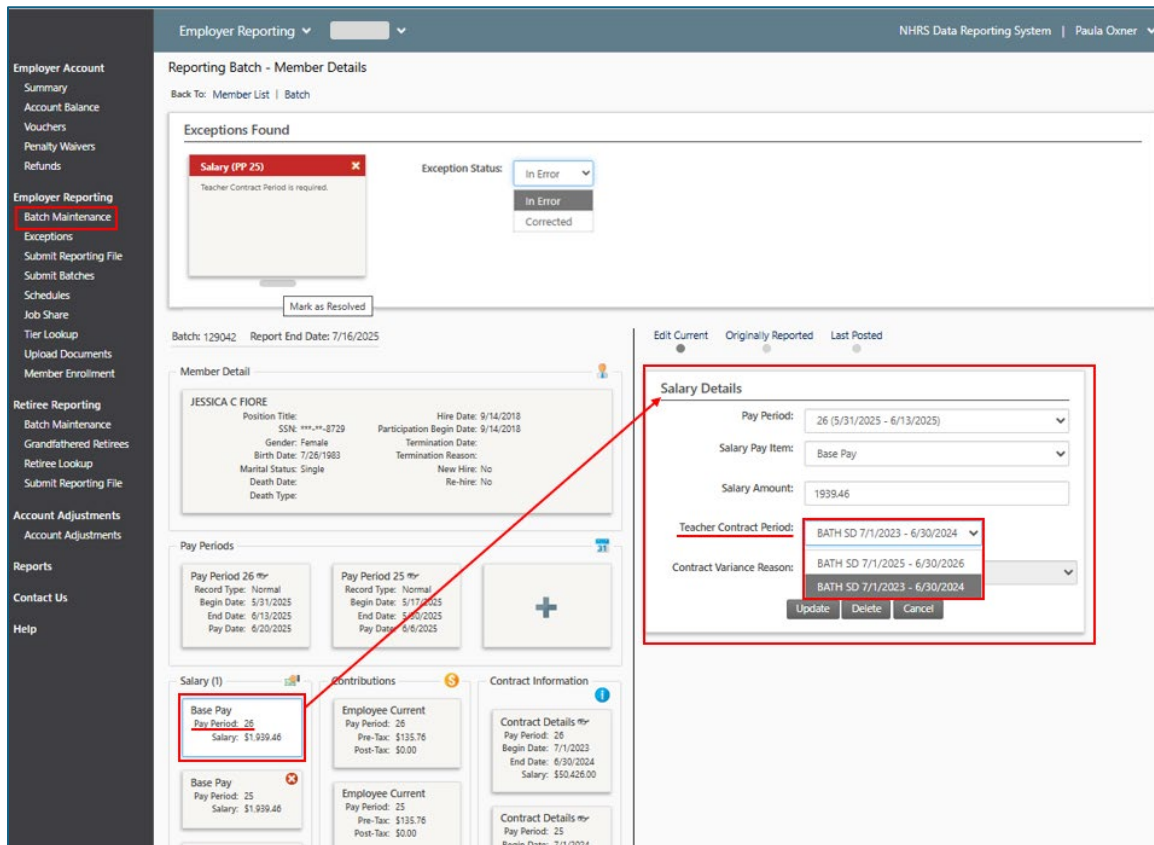 Employer Reporting
NHRS Data Reporting System | Paula Oxner
Employer Account
Summary
Account Balance
Vouchers
Penalty Waivers
Refunds
Employer Reporting
Batch Maintenance
Exceptions
Submit Reporting File
Submit Batches
Schedules
Job Share
Tier Lookup
Upload Documents
Member Enrollment
Retiree Reporting
Batch Maintenance
Grandfathered Retirees
Retiree Lookup
Submit Reporting File
Account Adjustments
Account Adjustments
Reports
Contact Us
Help
Reporting Batch - Member Details
Back To: Member List | Batch
Exceptions Found
Salary (PP 25)
Teacher Contract Period is required.
Exception Status: In Error
In Error
Corrected
Mark as Resolved
Batch: 129042 Report End Date: 7/16/2025
Member Detail
JESSICA C FIORE
Position Title:
SSN: ***-**-8729
Gender: Female
Birth Date: 7/26/1983
Marital Status: Single
Death Date:
Death Type:
Hire Date: 9/14/2018
Participation Begin Date: 9/14/2018
Termination Date:
Termination Reason:
New Hire: No
Re-hire: No
Pay Periods
31
Pay Period 26
Record Type: Normal
Begin Date: 5/31/2025
End Date: 6/13/2025
Pay Date: 6/20/2025
Pay Period 25
Record Type: Normal
Begin Date: 5/17/2025
End Date: 5/30/2025
Pay Date: 6/6/2025
Salary (1)
Base Pay
Pay Period: 26
Salary: $1,939.46
Base Pay
Pay Period: 25
Salary: $1,939.46
Contributions
Employee Current
Pay Period: 26
Pre-Tax: $135.76
Post-Tax: $0.00
Employee Current
Pay Period: 25
Pre-Tax: $135.76
Post-Tax: $0.00
Contract Information
Contract Details
Pay Period: 26
Begin Date: 7/1/2023
End Date: 6/30/2024
Salary: $50,426.00
Contract Details
Pay Period: 25
Begin Date: 7/1/2024
Edit Current Originally Reported Last Posted
Salary Details
Pay Period: 26 (5/31/2025 - 6/13/2025)
Salary Pay Item: Base Pay
Salary Amount: 1939.46
Teacher Contract Period: BATH SD 7/1/2023 - 6/30/2024
BATH SD 7/1/2025 - 6/30/2026
BATH SD 7/1/2023 - 6/30/2024
Contract Variance Reason:
Update Delete Cancel